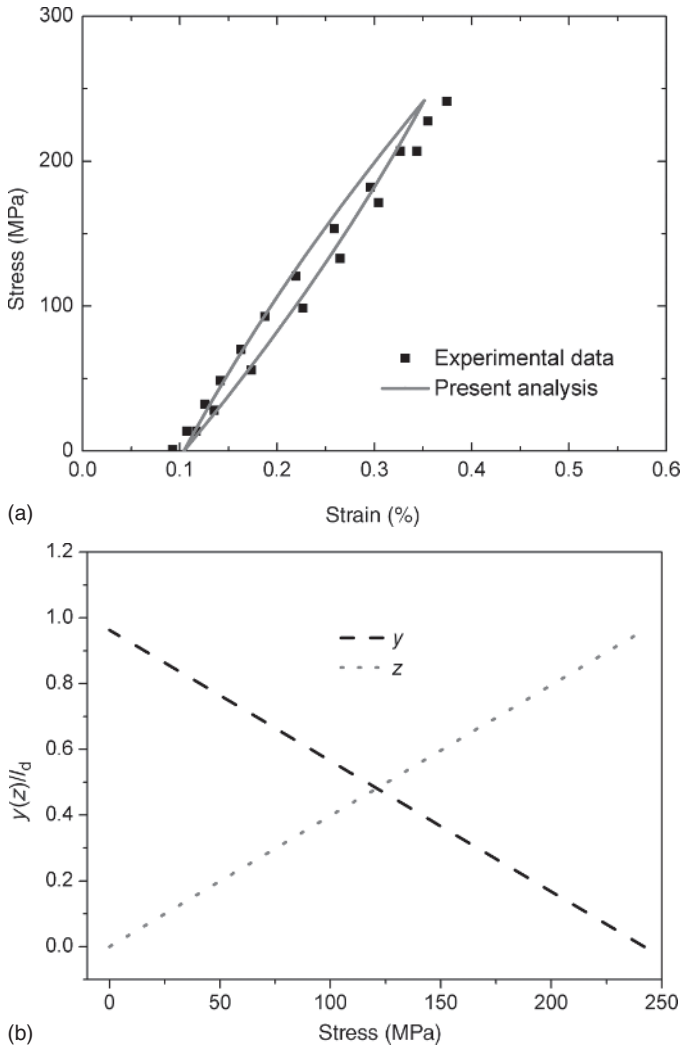 300
200
100
0
Stress (MPa)
Experimental data
Present analysis
0.0 0.1 0.2 0.3 0.4 0.5 0.6
(a)
Strain (%)
1.2
1.0
0.8
0.6
0.4
0.2
0.0
y(z)/l_d
y
z
0 50 100 150 200 250
(b)
Stress (MPa)